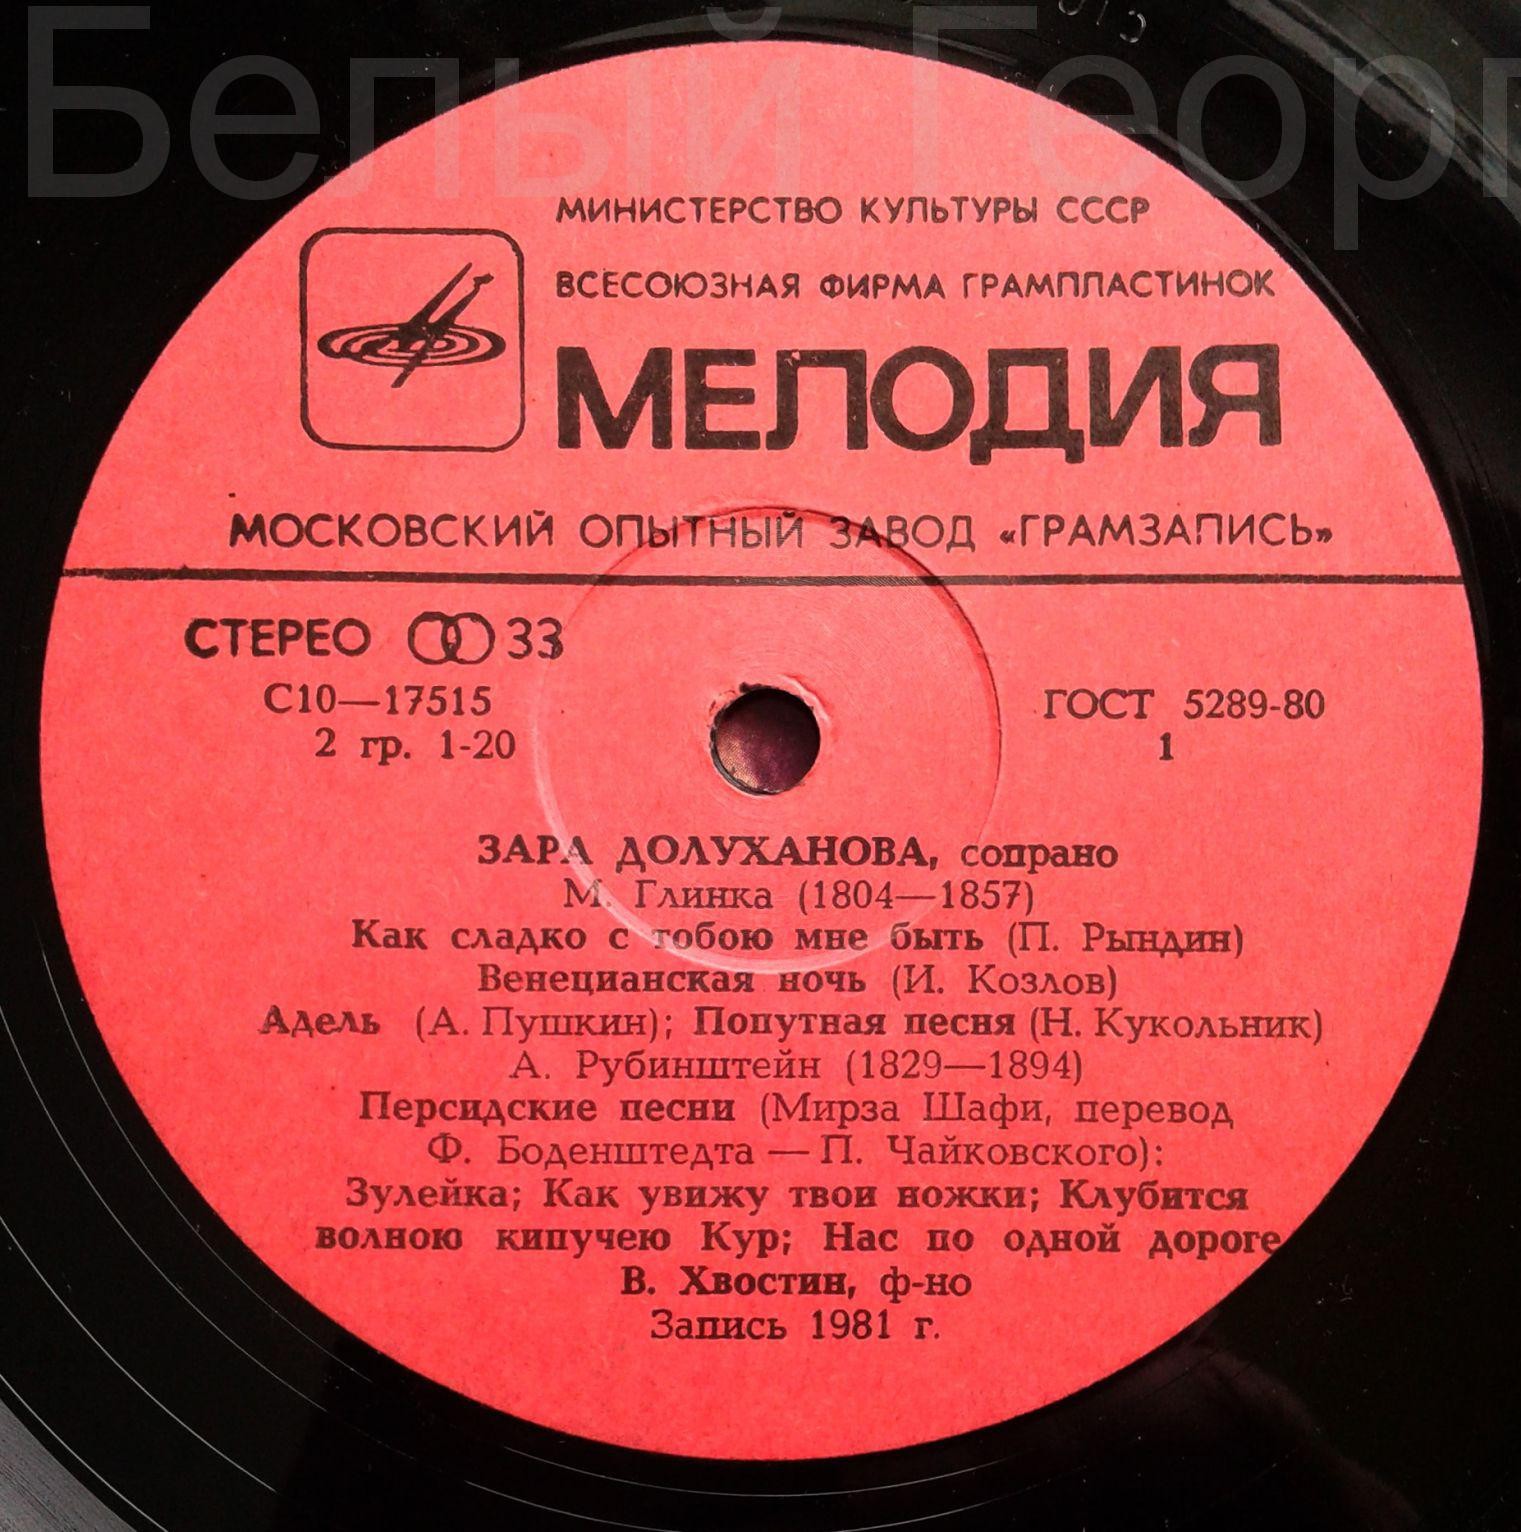 Белый Георг
МИНИСТЕРСТВО КУЛЬТУРЫ СССР
ВСЕСОЮЗНАЯ ФИРМА ГРАМПЛАСТИНОК
МЕЛОДИЯ
МОСКОВСКИЙ ОПЫТНЫЙ ЗАВОД «ГРАМЗАПИСЬ»
СТЕРЕО 33
С10—17515
ГОСТ 5289-80
2 гр. 1-20
1
ЗАРА ДОЛУХАНОВА, сопрано
М. Глинка (1804—1857)
Как сладко с тобою мне быть (П. Рындин)
Венецианская ночь (И. Козлов)
Адель (А. Пушкин); Попутная песня (Н. Кукольник)
А. Рубинштейн (1829—1894)
Персидские песни (Мирза Шафи, перевод
Ф. Боденштедта — П. Чайковского):
Зулейка; Как увижу твои ножки; Клубится
волною кипучею Кур; Нас по одной дороге
В. Хвостин, ф-но
Запись 1981 г.